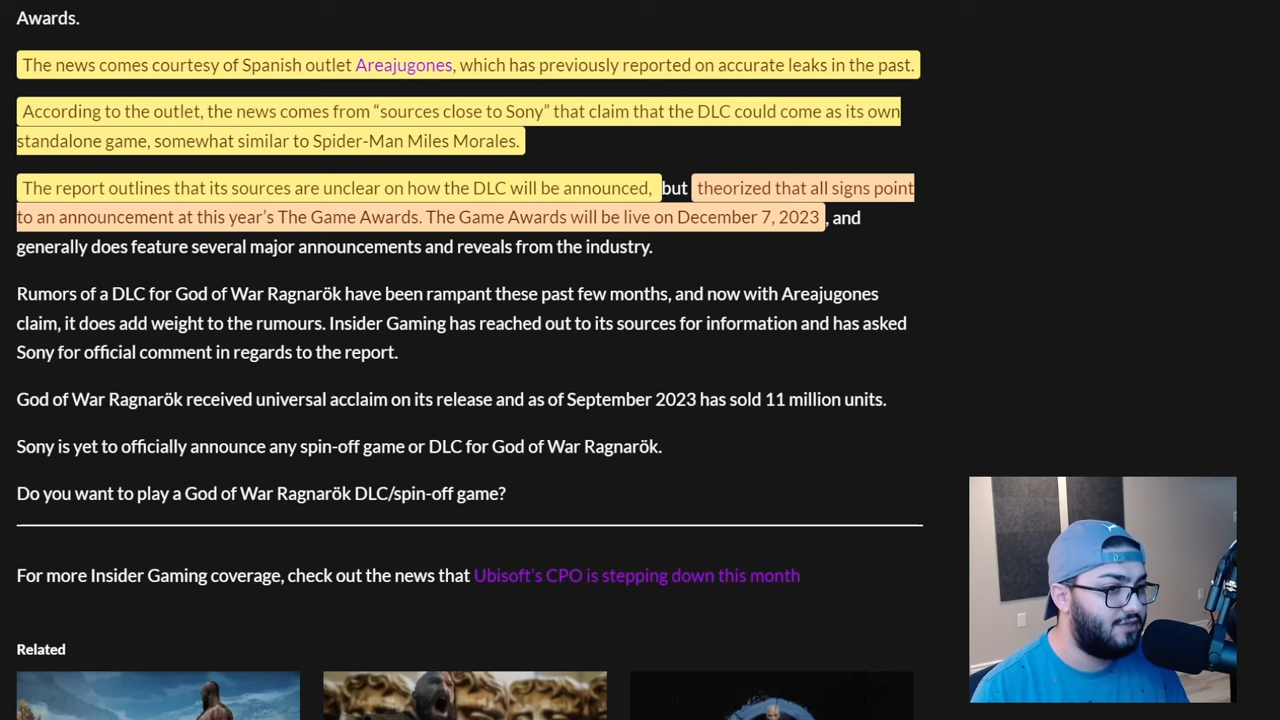 Awards.
The news comes courtesy of Spanish outlet Areajugones, which has previously reported on accurate leaks in the past.
According to the outlet, the news comes from “sources close to Sony” that claim that the DLC could come as its own
standalone game, somewhat similar to Spider-Man Miles Morales.
The report outlines that its sources are unclear on how the DLC will be announced, but theorized that all signs point
to an announcement at this year’s The Game Awards. The Game Awards will be live on December 7, 2023, and
generally does feature several major announcements and reveals from the industry.
Rumors of a DLC for God of War Ragnarök have been rampant these past few months, and now with Areajugones
claim, it does add weight to the rumours. Insider Gaming has reached out to its sources for information and has asked
Sony for official comment in regards to the report.
God of War Ragnarök received universal acclaim on its release and as of September 2023 has sold 11 million units.
Sony is yet to officially announce any spin-off game or DLC for God of War Ragnarök.
Do you want to play a God of War Ragnarök DLC/spin-off game?
For more Insider Gaming coverage, check out the news that Ubisoft’s CPO is stepping down this month
Related